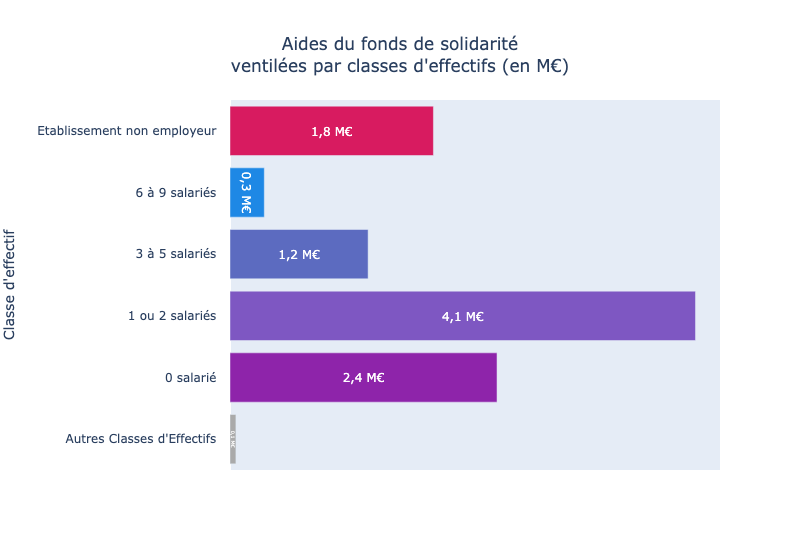 Aides du fonds de solidarité
ventilées par classes d'effectifs (en M€)
Classe d'effectif
Etablissement non employeur
1,8 M€
6 à 9 salariés
0,3 M€
3 à 5 salariés
1,2 M€
1 ou 2 salariés
4,1 M€
0 salarié
2,4 M€
Autres Classes d'Effectifs